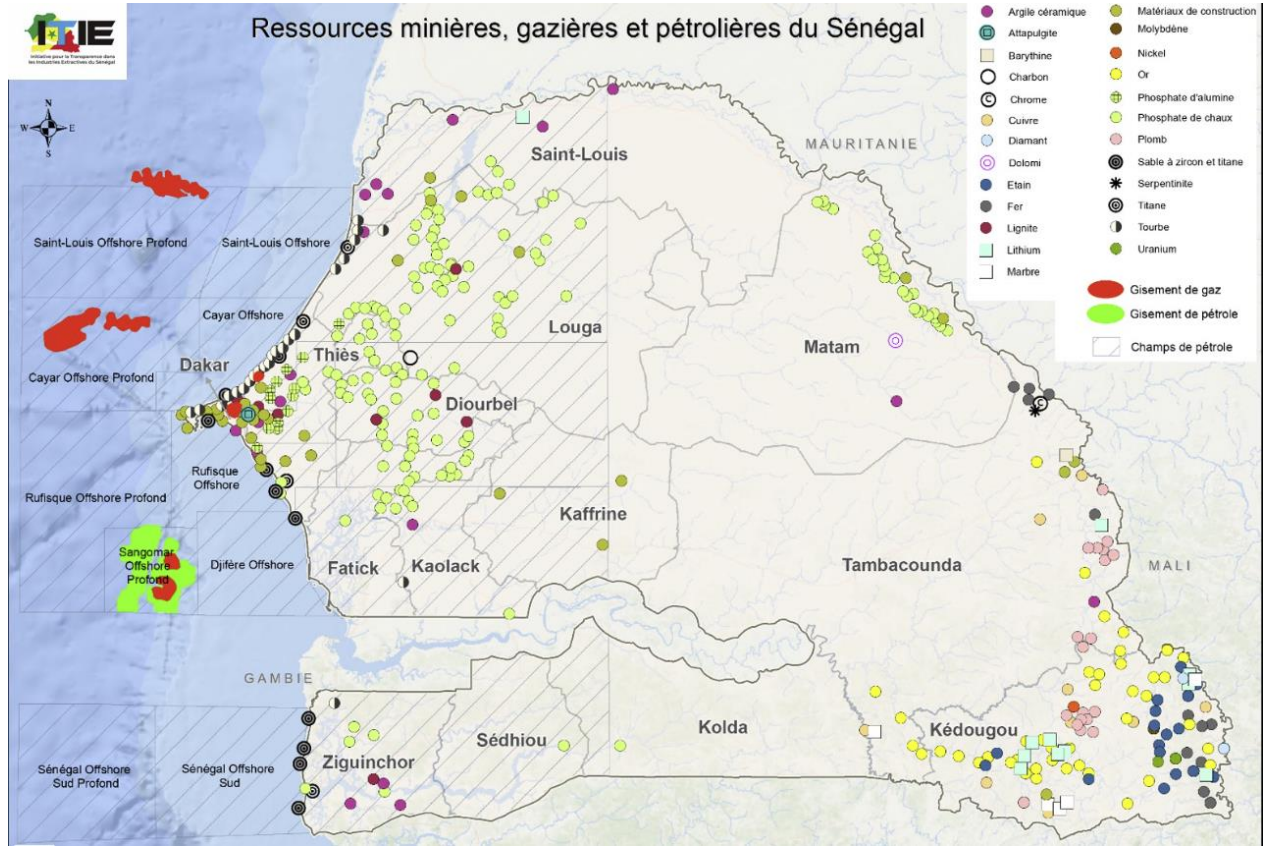 ITIE
Initiative pour la Transparence dans
les Industries Extractives du Sénégal
Ressources minières, gazières et pétrolières du Sénégal
N
W E
S
Argile céramique
Attapulgite
Barythine
Charbon
C Chrome
Cuivre
Diamant
Dolomi
Etain
Fer
Lignite
Lithium
Marbre
Matériaux de construction
Molybdène
Nickel
Or
Phosphate d'alumine
Phosphate de chaux
Plomb
Sable à zircon et titane
Serpentinite
Titane
Tourbe
Uranium
Gisement de gaz
Gisement de pétrole
Champs de pétrole
MAURITANIE
Saint-Louis
Saint-Louis Offshore Profond
Saint-Louis Offshore
Cayar Offshore
Louga
Thiès
Matam
Dakar
Cayar Offshore Profond
Diourbel
C
Rufisque
Offshore
Rufisque Offshore Profond
Kaffrine
Sangomar
Offshore
Profond
Djifère Offshore
Fatick
Kaolack
Tambacounda
MALI
GAMBIE
Kolda
Kédougou
Sédhiou
Ziguinchor
Sénégal Offshore
Sud Profond
Sénégal Offshore
Sud